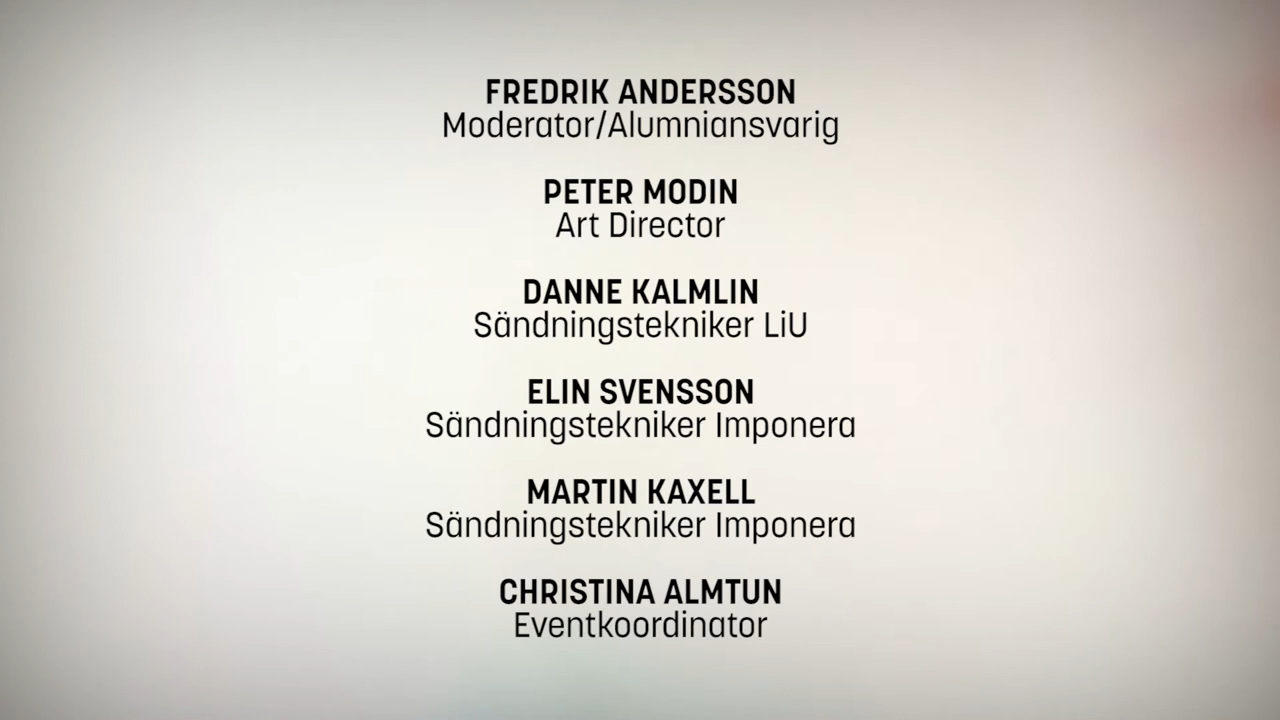 FREDRIK ANDERSSON
Moderator/Alumniansvarig
PETER MODIN
Art Director
DANNE KALMLIN
Sändningstekniker LiU
ELIN SVENSSON
Sändningstekniker Imponera
MARTIN KAXELL
Sändningstekniker Imponera
CHRISTINA ALMTUN
Eventkoordinator